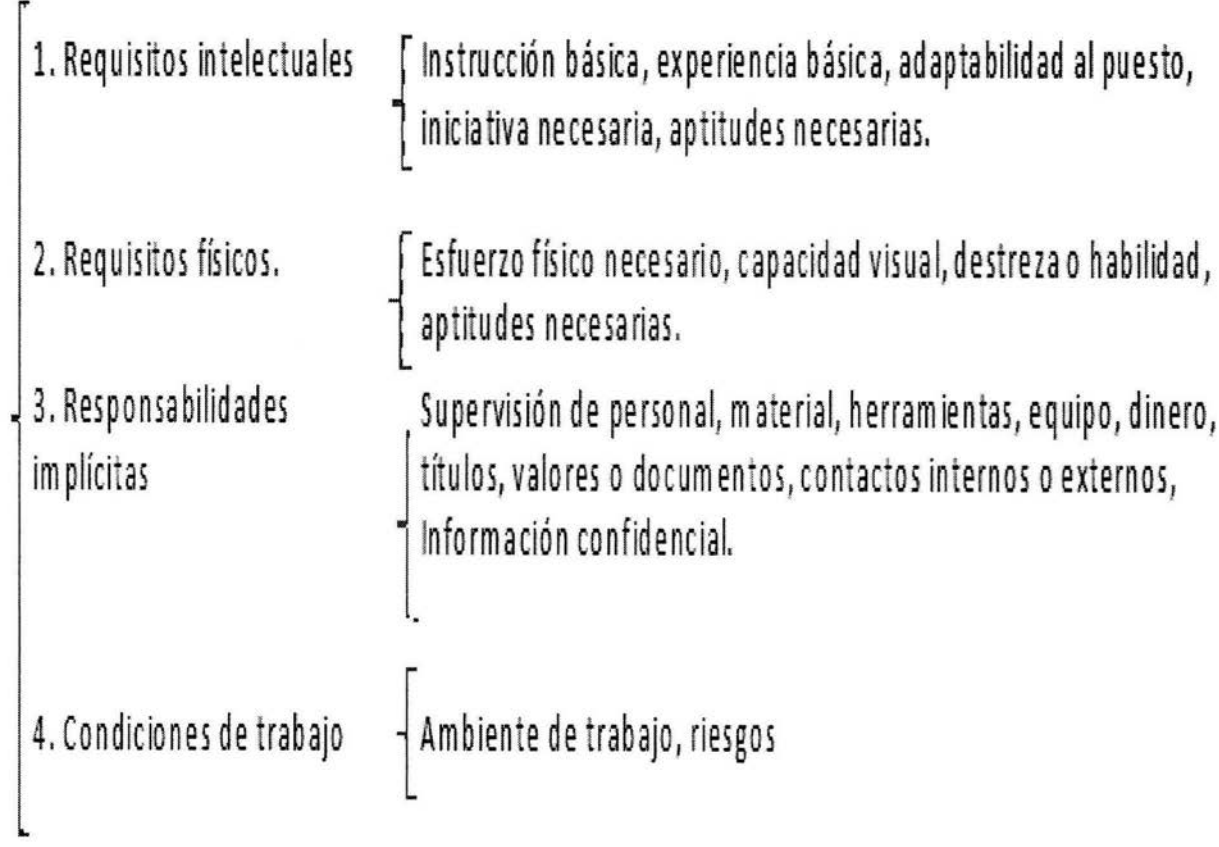 1. Requisitos intelectuales
Instrucción básica, experiencia básica, adaptabilidad al puesto,
iniciativa necesaria, aptitudes necesarias.
2. Requisitos físicos.
Esfuerzo físico necesario, capacidad visual, destreza o habilidad,
aptitudes necesarias.
3. Responsabilidades
implícitas
Supervisión de personal, material, herramientas, equipo, dinero,
títulos, valores o documentos, contactos internos o externos,
Información confidencial.
4. Condiciones de trabajo
Ambiente de trabajo, riesgos